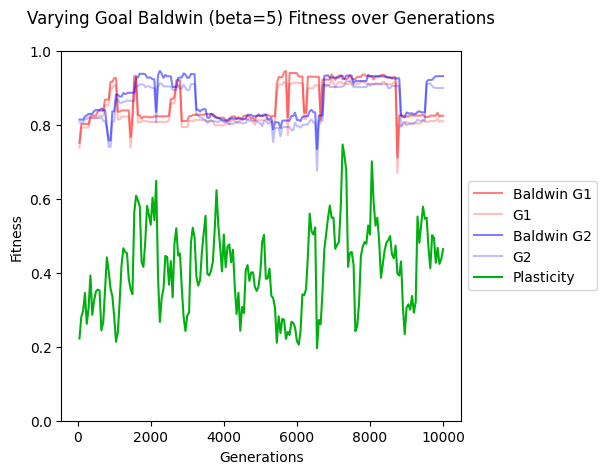 Varying Goal Baldwin (beta=5) Fitness over Generations
1.0
0.8
0.6
0.4
0.2
0.0
Fitness
0
2000
4000
6000
8000
10000
Generations
Baldwin G1
G1
Baldwin G2
G2
Plasticity